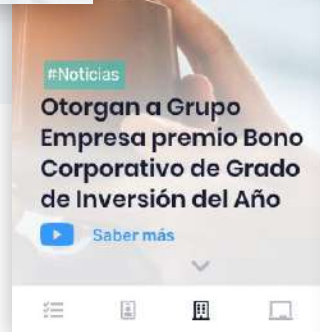 #Noticias
Otorgan a Grupo
Empresa premio Bono
Corporativo de Grado
de Inversión del Año
Saber más